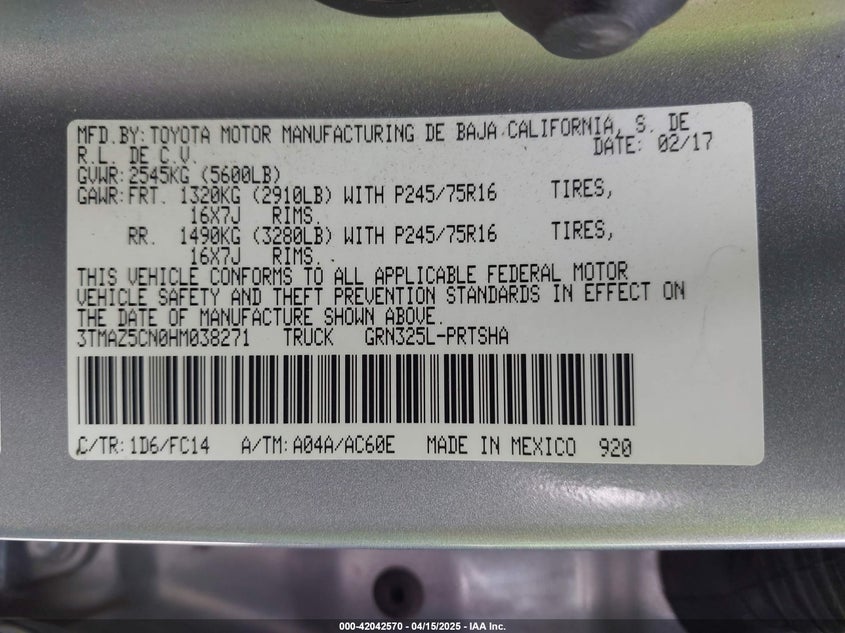 MFD.BY:TOYOTA MOTOR MANUFACTURING DE BAJA CALIFORNIA, S. DE
R.L. DE C.V. DATE: 02/17
GVWR:2545KG (5600LB)
GAWR:FRT. 1320KG (2910LB) WITH P245/75R16 TIRES,
16X7J RIMS.
RR. 1490KG (3280LB) WITH P245/75R16 TIRES,
16X7J RIMS.
THIS VEHICLE CONFORMS TO ALL APPLICABLE FEDERAL MOTOR
VEHICLE SAFETY AND THEFT PREVENTION STANDARDS IN EFFECT ON
THE DATE OF MANUFACTURE SHOWN ABOVE.
3TMAZ5CN0HM038271 TRUCK GRN325L-PRTSHA
C/TR:1D6/FC14 A/TM:A04A/AC60E MADE IN MEXICO 920
000-42042570 - 04/15/2025 - IAA Inc.